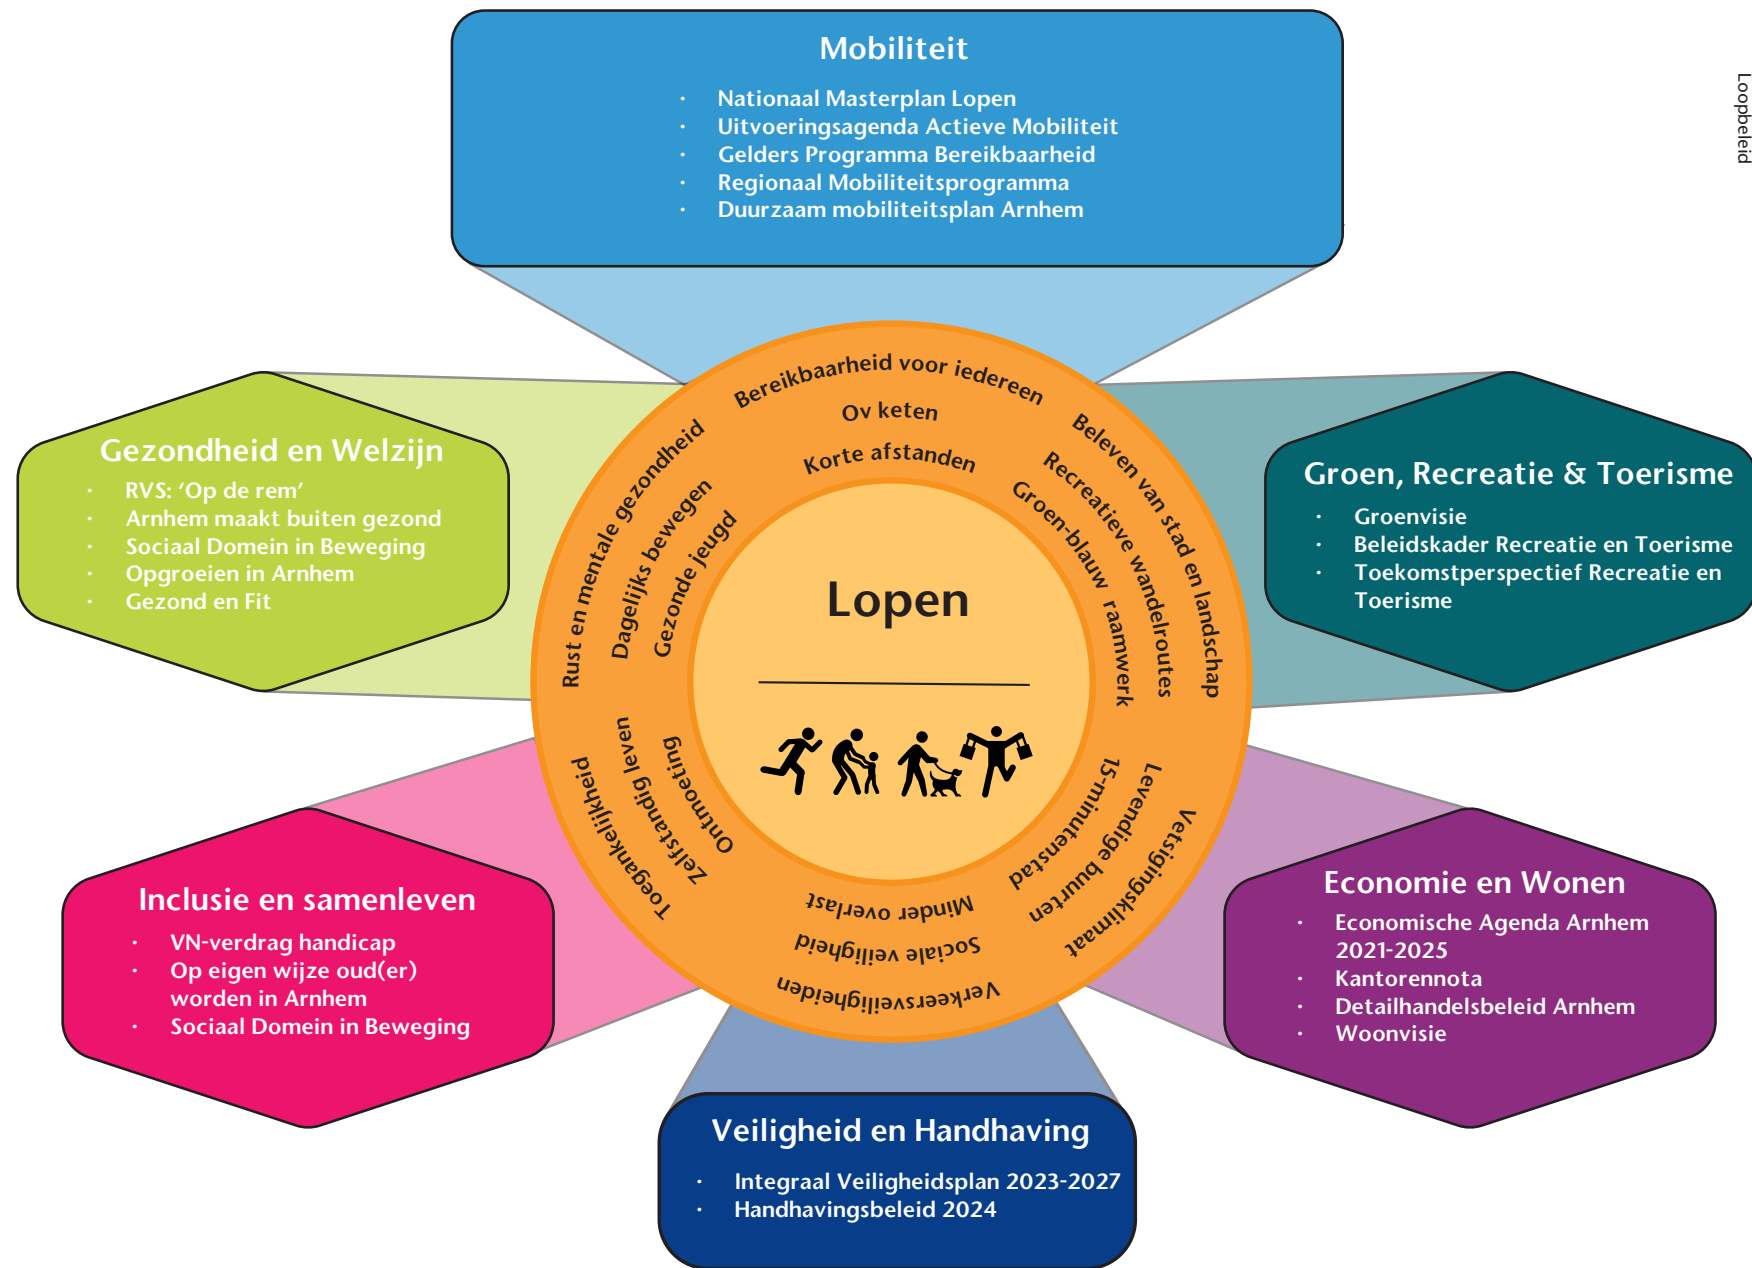 Loopbeleid
Mobiliteit
· Nationaal Masterplan Lopen
· Uitvoeringsagenda Actieve Mobiliteit
· Gelders Programma Bereikbaarheid
· Regionaal Mobiliteitsprogramma
· Duurzaam mobiliteitsplan Arnhem
Gezondheid en Welzijn
· RVS: ‘Op de rem’
· Arnhem maakt buiten gezond
· Sociaal Domein in Beweging
· Opgroeien in Arnhem
· Gezond en Fit
Groen, Recreatie & Toerisme
· Groenvisie
· Beleidskader Recreatie en Toerisme
· Toekomstperspectief Recreatie en
Toerisme
Bereikbaarheid voor iedereen
Ov keten
Korte afstanden
Beleven van stad en landschap
Recreatieve wandelroutes
Groen-blauw raamwerk
Rust en mentale gezondheid
Dagelijks bewegen
Gezonde jeugd
Lopen
Toegankelijkheid
Zelfstandig leven
Ontmoeting
Vetsigingsklimaat
Levendige buurten
15-minutenstad
Minder overlast
Sociale veiligheid
Verkeersveiligheiden
Inclusie en samenleven
· VN-verdrag handicap
· Op eigen wijze oud(er)
worden in Arnhem
· Sociaal Domein in Beweging
Economie en Wonen
· Economische Agenda Arnhem
2021-2025
· Kantorennota
· Detailhandelsbeleid Arnhem
· Woonvisie
Veiligheid en Handhaving
· Integraal Veiligheidsplan 2023-2027
· Handhavingsbeleid 2024